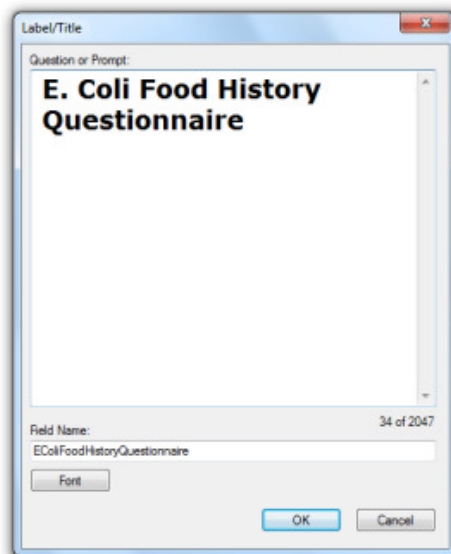 Label/Title
X
Question or Prompt:
E. Coli Food History
Questionnaire
34 of 2047
Field Name:
EColiFoodHistoryQuestionnaire
Font
OK
Cancel